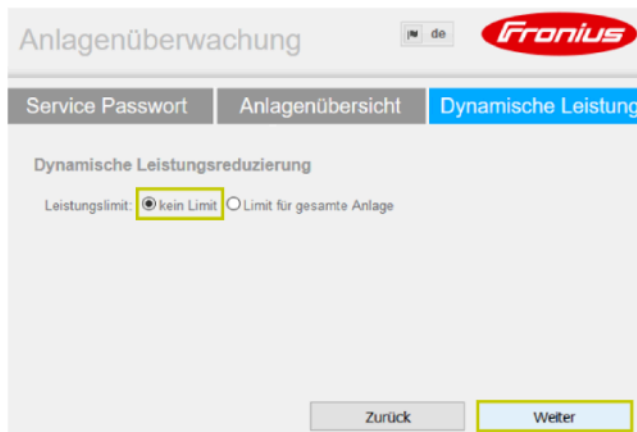 Anlagenüberwachung
de
Fronius
Service Passwort
Anlagenübersicht
Dynamische Leistung
Dynamische Leistungsreduzierung
Leistungslimit: kein Limit Limit für gesamte Anlage
Zurück
Weiter